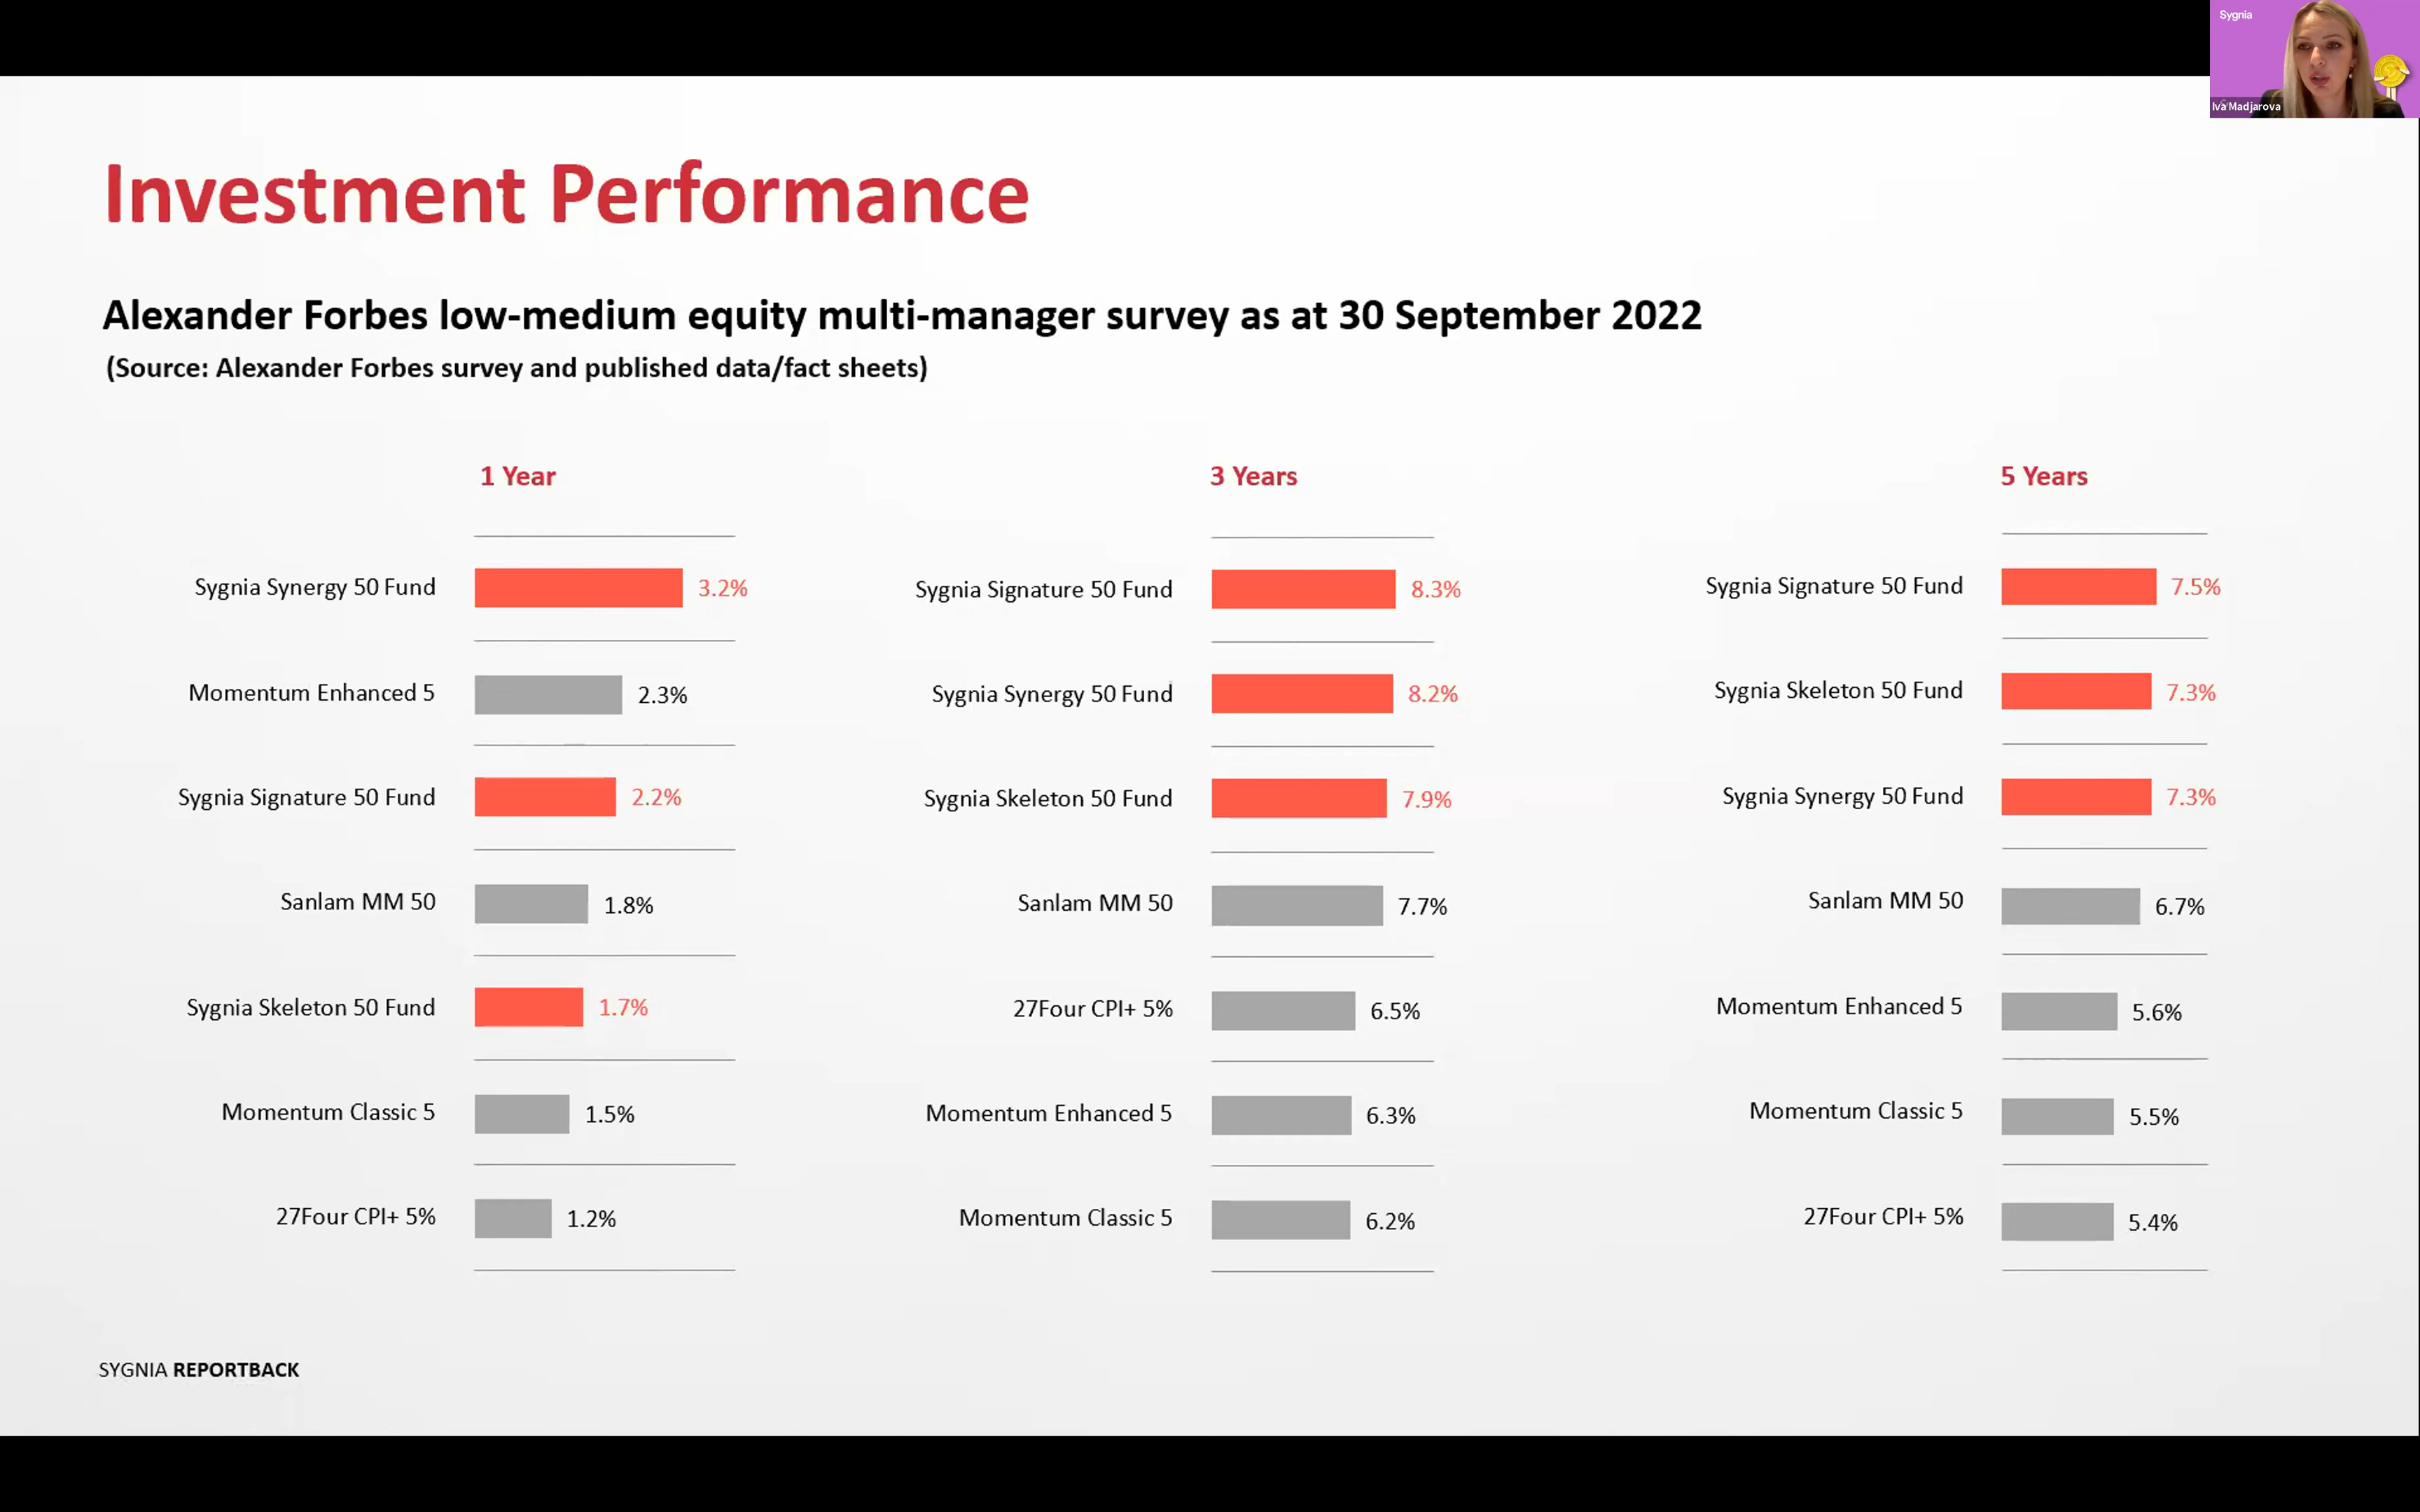 Sygnia
Iva Madjarova
Investment Performance
Alexander Forbes low-medium equity multi-manager survey as at 30 September 2022
(Source: Alexander Forbes survey and published data/fact sheets)
1 Year
Sygnia Synergy 50 Fund 3.2%
Momentum Enhanced 5 2.3%
Sygnia Signature 50 Fund 2.2%
Sanlam MM 50 1.8%
Sygnia Skeleton 50 Fund 1.7%
Momentum Classic 5 1.5%
27Four CPI+ 5% 1.2%
3 Years
Sygnia Signature 50 Fund 8.3%
Sygnia Synergy 50 Fund 8.2%
Sygnia Skeleton 50 Fund 7.9%
Sanlam MM 50 7.7%
27Four CPI+ 5% 6.5%
Momentum Enhanced 5 6.3%
Momentum Classic 5 6.2%
5 Years
Sygnia Signature 50 Fund 7.5%
Sygnia Skeleton 50 Fund 7.3%
Sygnia Synergy 50 Fund 7.3%
Sanlam MM 50 6.7%
Momentum Enhanced 5 5.6%
Momentum Classic 5 5.5%
27Four CPI+ 5% 5.4%
SYGNIA REPORTBACK